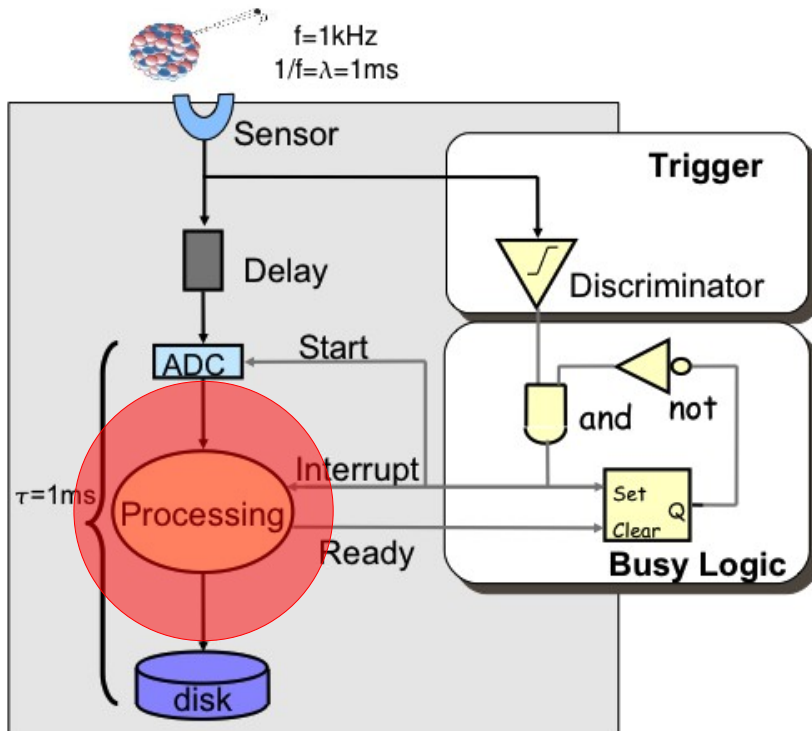 f=1kHz
1/f=λ=1ms
Sensor
Trigger
Delay
Discriminator
Start
ADC
and
not
τ=1ms
Interrupt
Processing
Set
Q
Clear
Ready
Busy Logic
disk